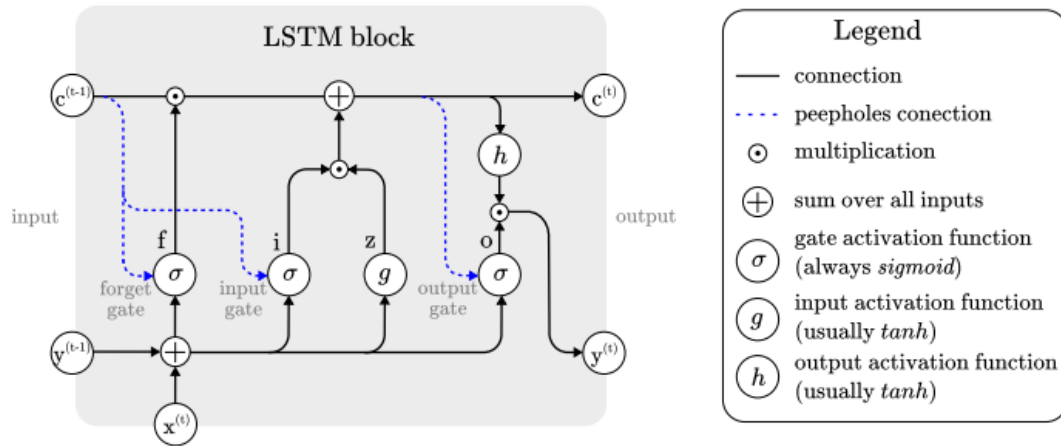 LSTM block
c(t-1)
c(t)
h
input
output
f
i
z
o
σ
σ
g
σ
forget
gate
input
gate
output
gate
y(t-1)
y(t)
x(t)
Legend
connection
peepholes conection
multiplication
sum over all inputs
σ
gate activation function
(always sigmoid)
g
input activation function
(usually tanh)
h
output activation function
(usually tanh)